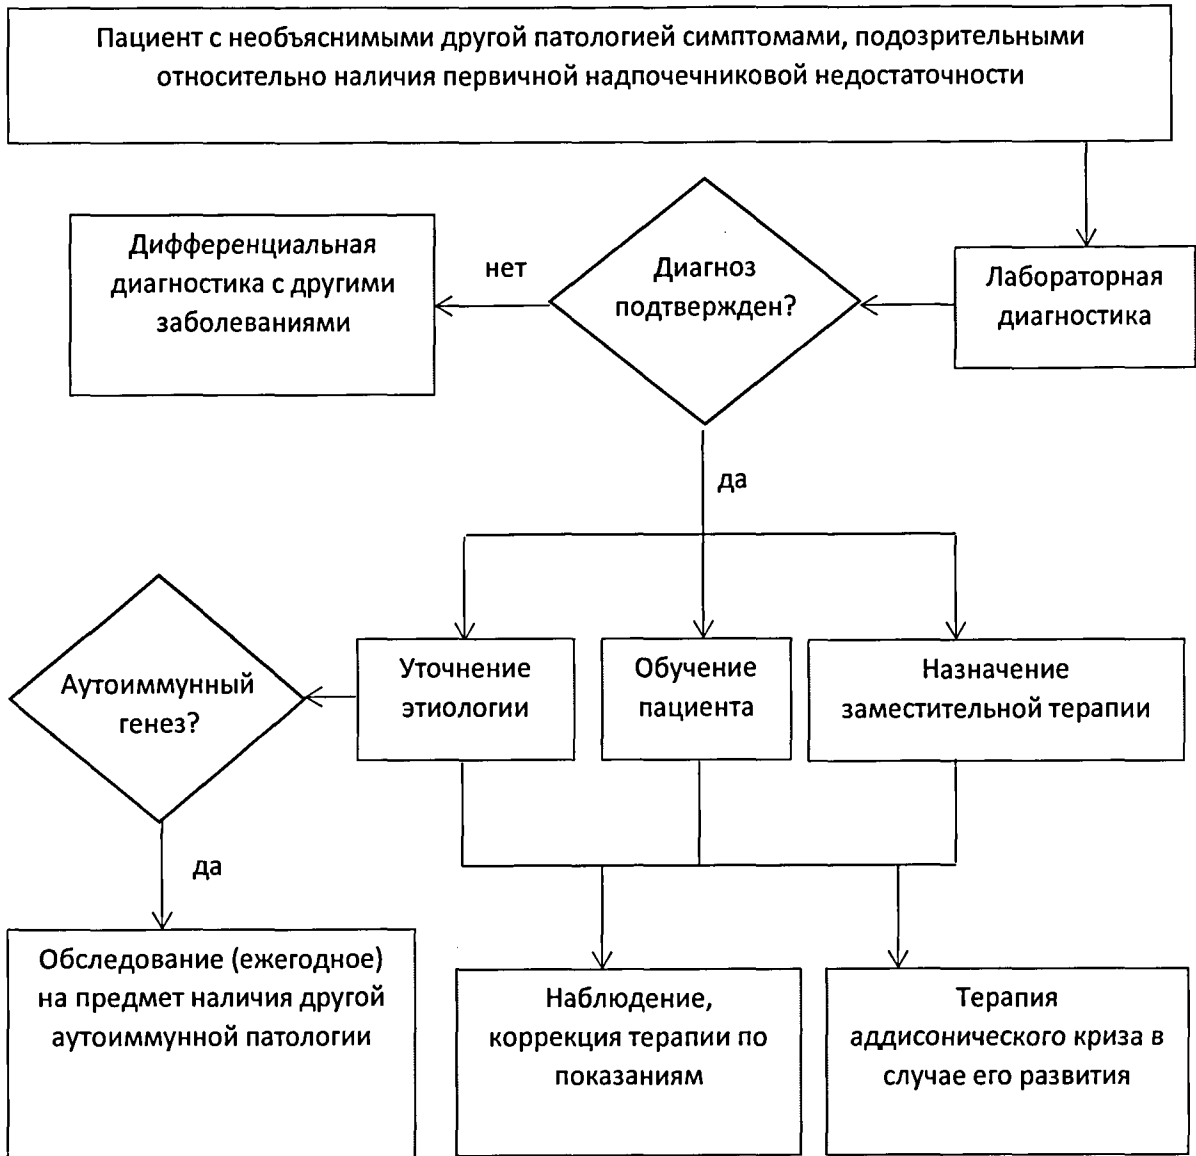 Пациент с необъяснимыми другой патологией симптомами, подозрительными
относительно наличия первичной надпочечниковой недостаточности
Дифференциальная
диагностика с другими
заболеваниями
нет
Диагноз
подтвержден?
Лабораторная
диагностика
да
Аутоиммунный
генез?
Уточнение
этиологии
Обучение
пациента
Назначение
заместительной терапии
да
Обследование (ежегодное)
на предмет наличия другой
аутоиммунной патологии
Наблюдение,
коррекция терапии по
показаниям
Терапия
аддисонического криза в
случае его развития